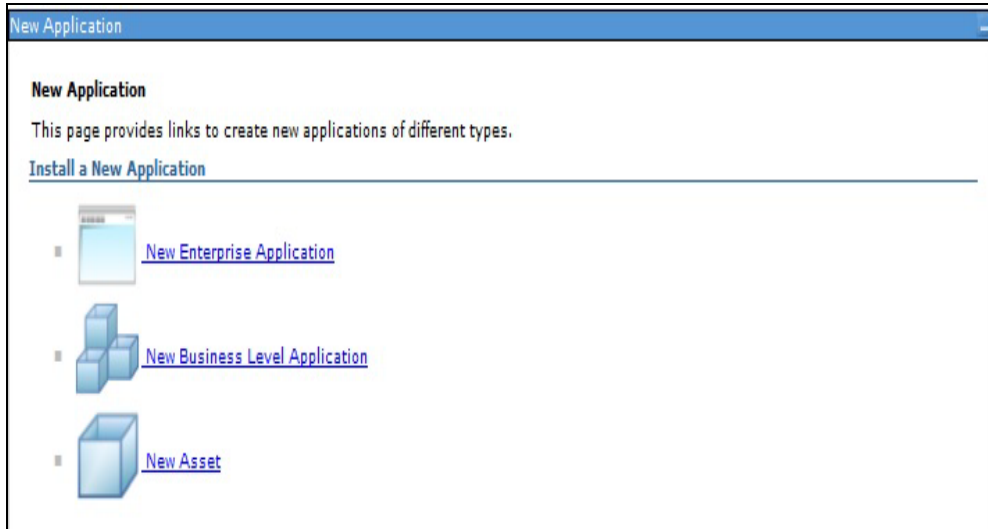 New Application
New Application
This page provides links to create new applications of different types.
Install a New Application
New Enterprise Application
New Business Level Application
New Asset